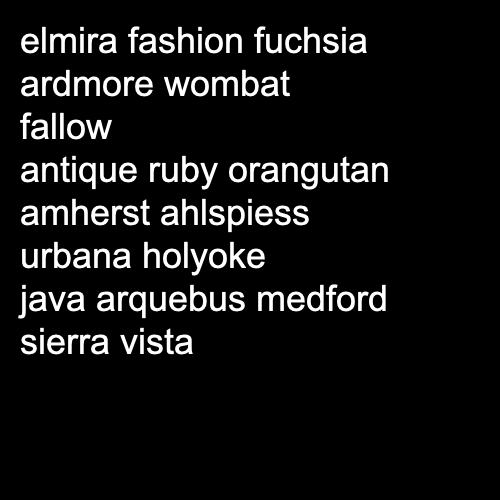 elmira fashion fuchsia
ardmore wombat
fallow
antique ruby orangutan
amherst ahlspiess
urbana holyoke
java arquebus medford
sierra vista